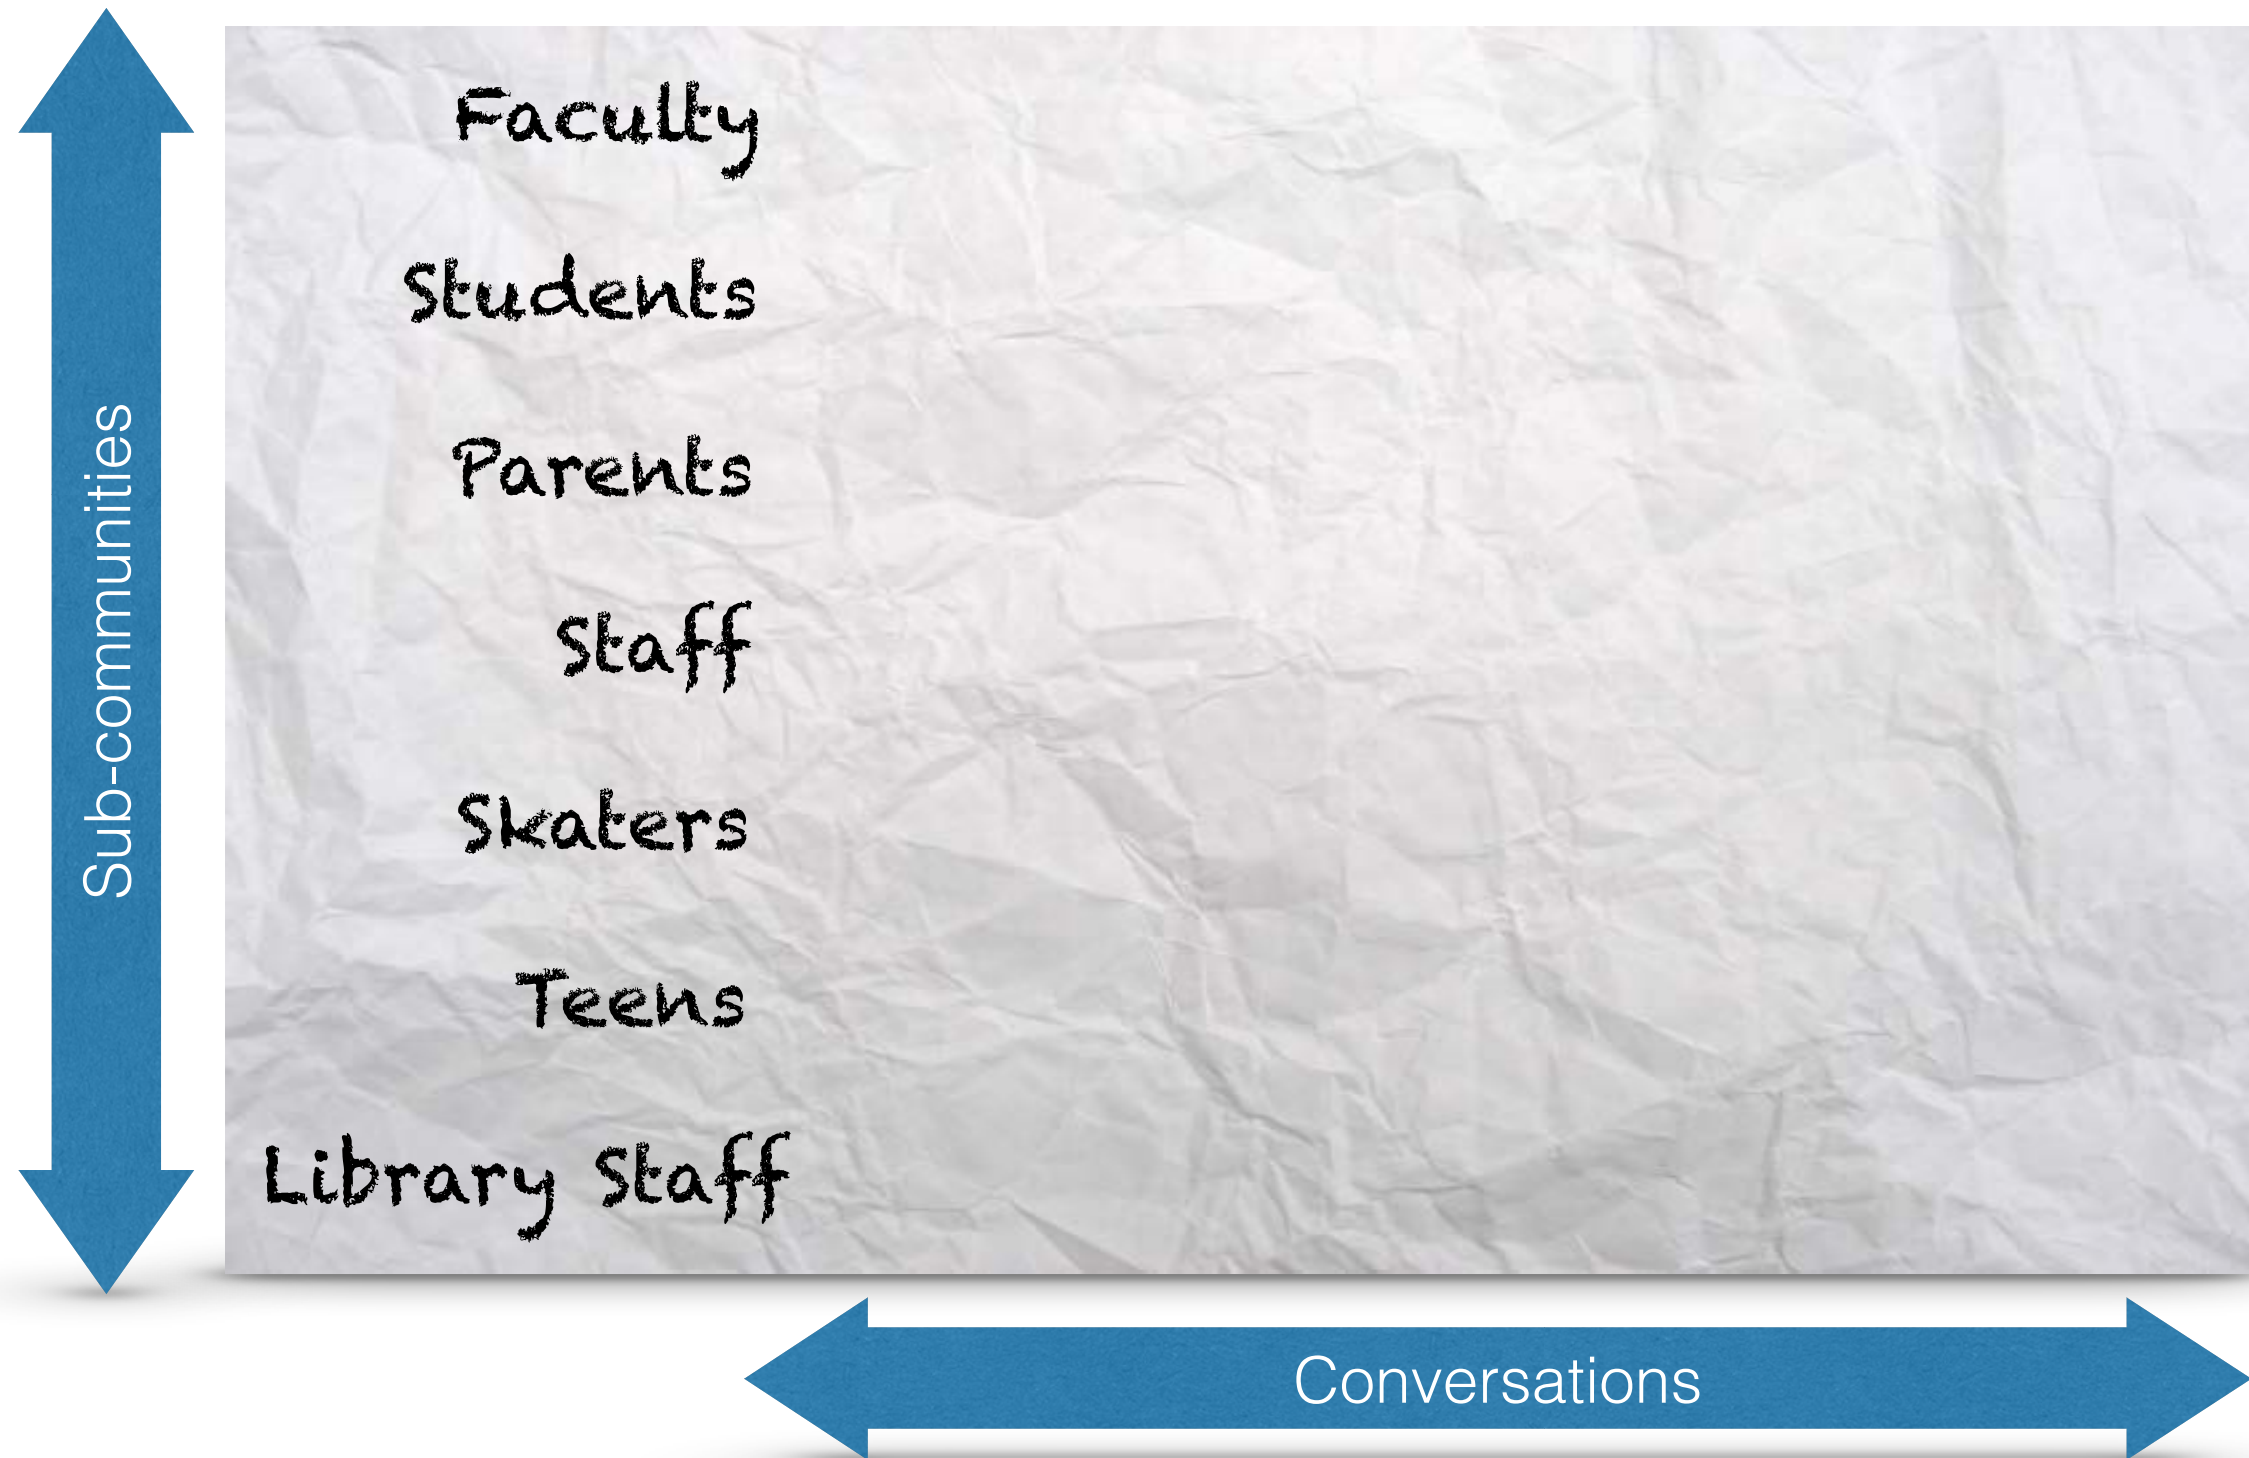 Sub-communities
Faculty
Students
Parents
Staff
Skaters
Teens
Library Staff
Conversations